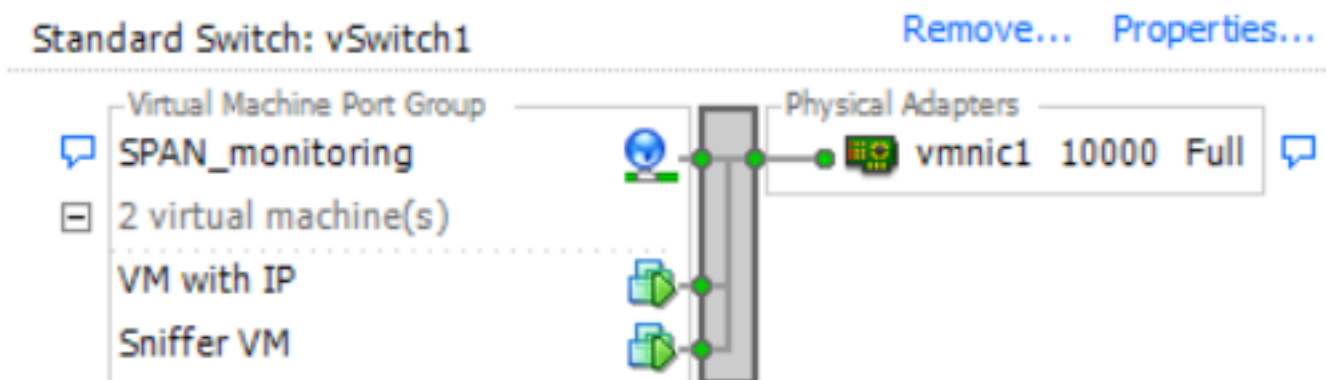 Standard Switch: vSwitch1 Remove... Properties...
Virtual Machine Port Group Physical Adapters
SPAN_monitoring vmnic1 10000 Full
2 virtual machine(s)
VM with IP
Sniffer VM